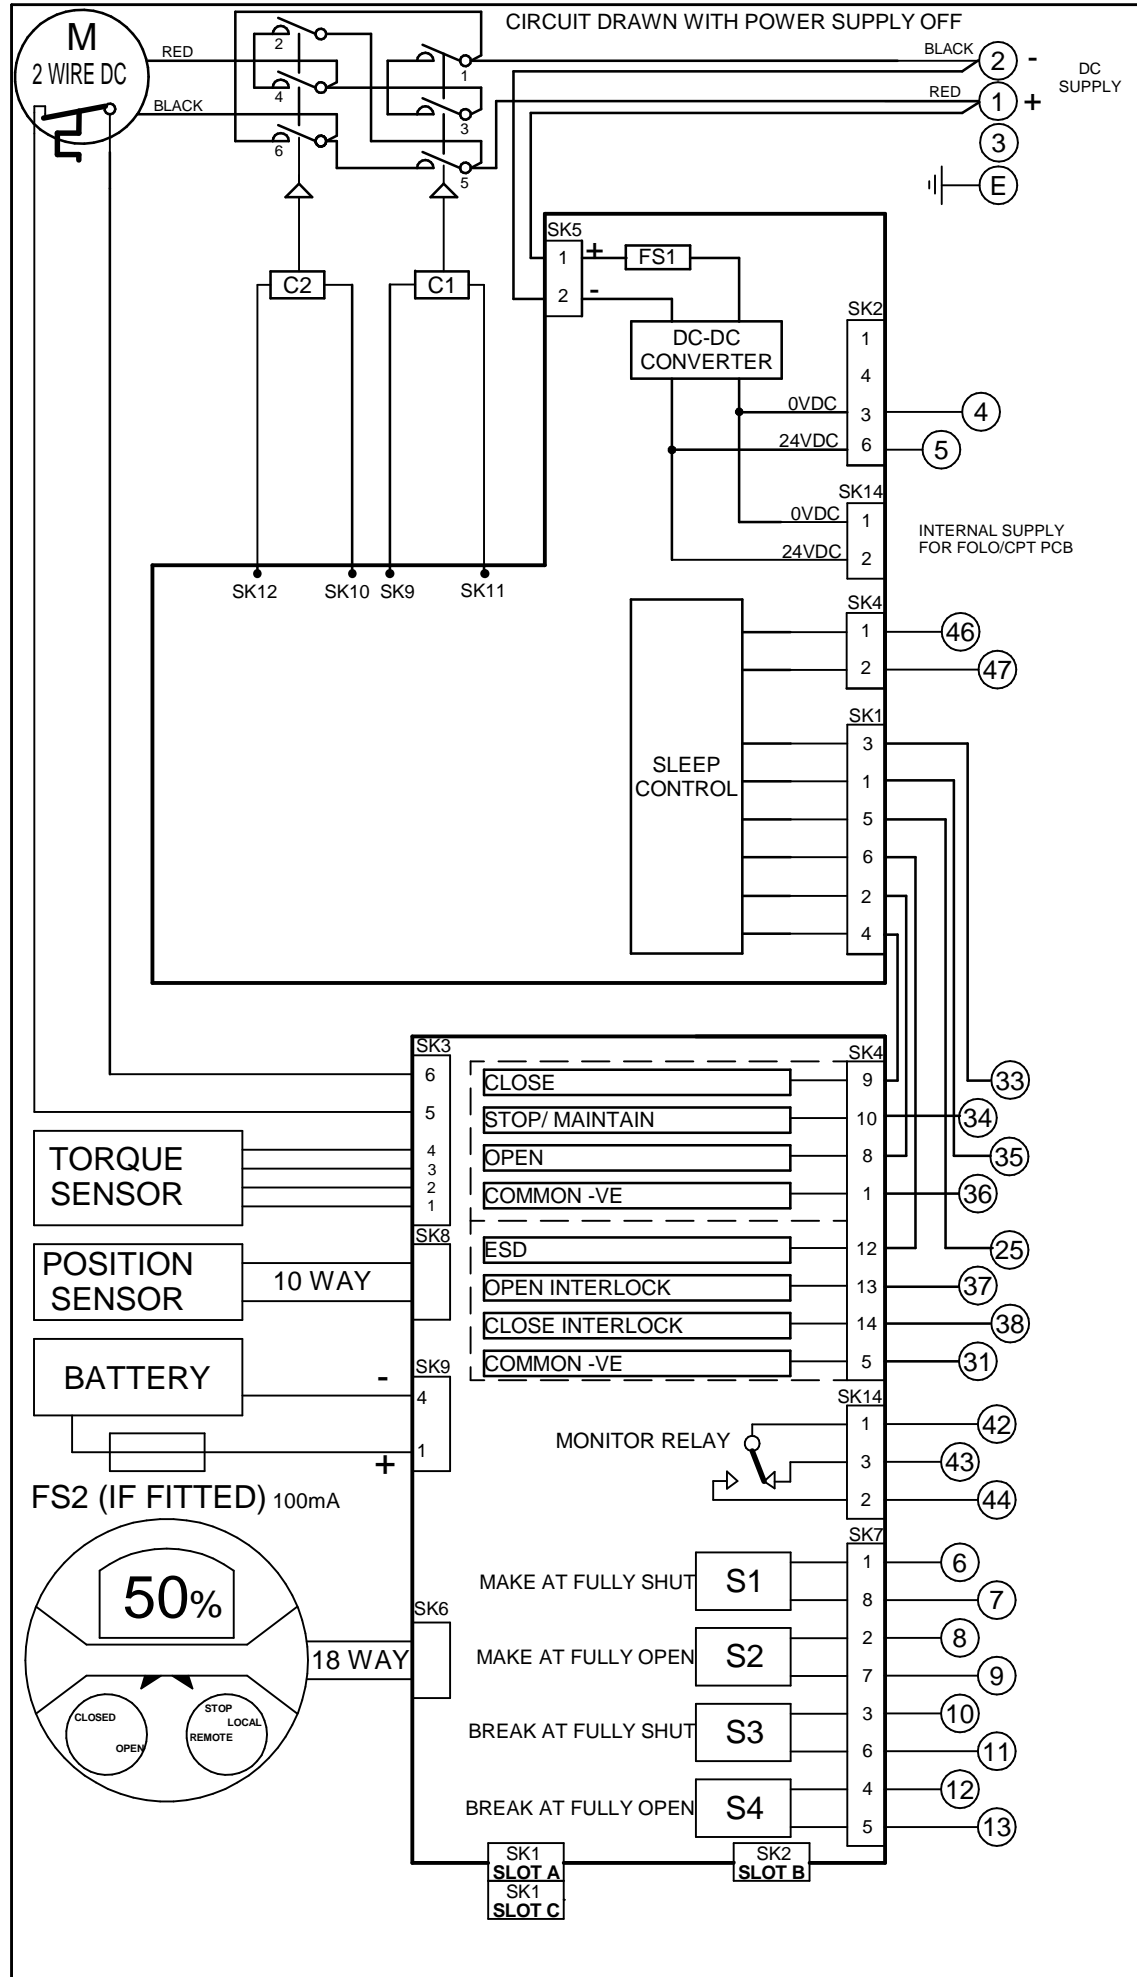 CIRCUIT DRAWN WITH POWER SUPPLY OFF
M
2 WIRE DC
RED
BLACK
2
4
6
1
3
5
BLACK
2 -
RED
1 +
DC
SUPPLY
3
E
C2
C1
SK12
SK10
SK9
SK11
SK5
1 +
2 -
FS1
DC-DC
CONVERTER
SK2
1
4
0VDC 3 4
24VDC 6 5
SK14
0VDC 1
24VDC 2
INTERNAL SUPPLY
FOR FOLO/CPT PCB
SLEEP
CONTROL
SK4
1 46
2 47
SK1
3
1
5
6
2
4
SK3
6
5
4
3
2
1
TORQUE
SENSOR
SK8
POSITION
SENSOR
10 WAY
BATTERY
SK9
- 4
+ 1
FS2 (IF FITTED) 100mA
50%
CLOSED
OPEN
STOP
LOCAL
REMOTE
18 WAY
SK6
SK4
CLOSE 9 33
STOP/ MAINTAIN 10 34
OPEN 8 35
COMMON -VE 1 36
ESD 12 25
OPEN INTERLOCK 13 37
CLOSE INTERLOCK 14 38
COMMON -VE 5 31
SK14
MONITOR RELAY
1 42
3 43
2 44
SK7
MAKE AT FULLY SHUT S1
1 6
8 7
MAKE AT FULLY OPEN S2
2 8
7 9
BREAK AT FULLY SHUT S3
3 10
6 11
BREAK AT FULLY OPEN S4
4 12
5 13
SK1
SLOT A
SK1
SLOT C
SK2
SLOT B